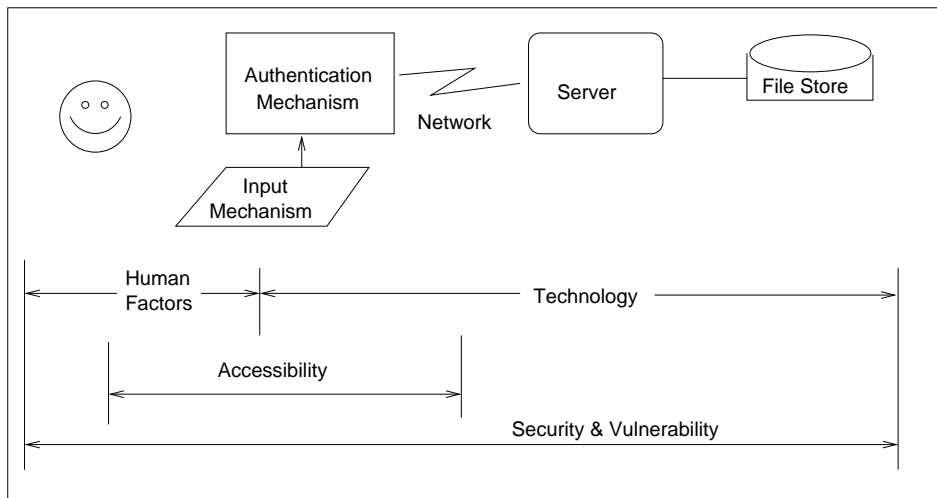 Authentication
Mechanism
Server
File Store
Network
Input
Mechanism
Human
Factors
Technology
Accessibility
Security & Vulnerability